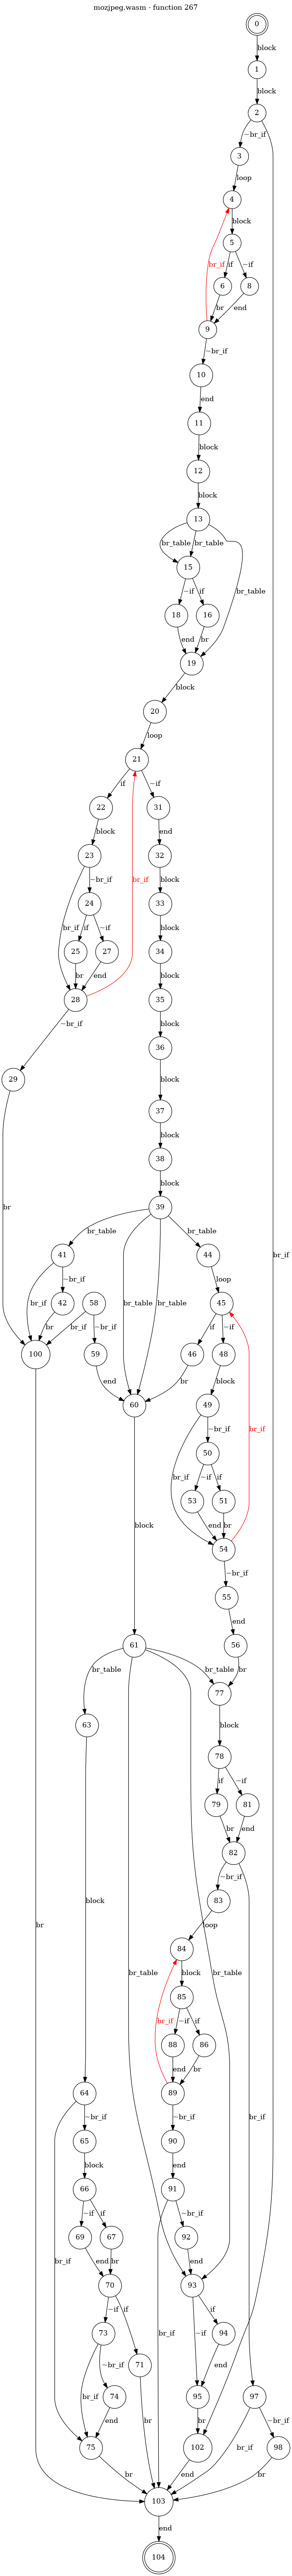 mozjpeg.wasm - function 267
0
block
1
block
2
~br_if
3
loop
4
block
5
br_if
if
~if
6
8
br
end
9
~br_if
10
end
11
block
12
block
13
br_table
br_table
15
br_table
~if
if
18
16
end
br
19
block
20
loop
21
if
~if
22
31
block
end
23
32
~br_if
br_if
block
24
33
br_if
if
~if
block
25
27
34
br
end
block
28
35
~br_if
block
29
36
block
37
block
38
block
39
br
br_table
br_table
41
44
~br_if
loop
br_if
br_table
br_table
br_if
42
58
45
br
br_if
~br_if
if
~if
100
59
46
48
end
br
block
60
49
~br_if
br_if
br_if
50
~if
if
53
51
end
br
54
block
~br_if
55
end
56
61
br
br_table
br_table
77
63
block
78
if
~if
79
81
br
end
82
~br_if
block
83
loop
84
br
br_table
block
br_table
85
br_if
~if
if
88
86
64
end
br
89
~br_if
br_if
~br_if
65
90
block
end
66
91
~if
if
~br_if
69
67
92
br_if
end
br
end
70
93
~if
if
br_if
~if
if
73
94
br_if
~br_if
71
end
74
95
97
end
br
br
~br_if
75
102
98
br
end
br_if
br
103
end
104